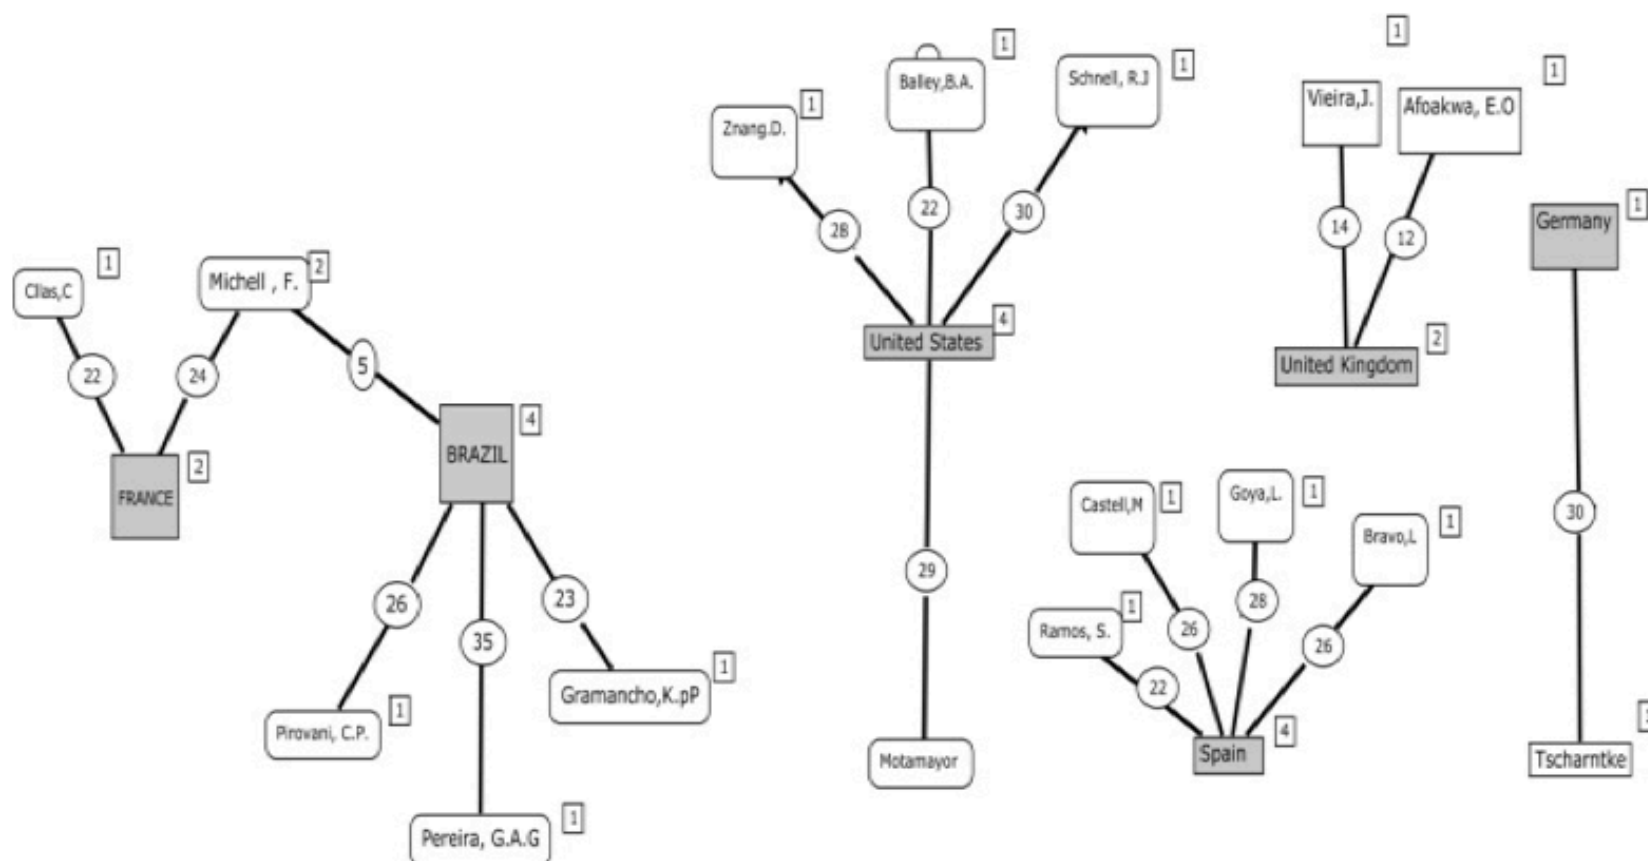 1
Cllas,C
2
Michell , F.
22
24
5
FRANCE
2
BRAZIL
4
26
35
23
Pirovani, C.P.
1
Gramancho,K.pP
1
Pereira, G.A.G
1
Znang.D.
1
Balley,B.A.
1
Schnell, R.J
1
28
22
30
United States
4
29
Motamayor
Vieira,J.
1
Afoakwa, E.O
1
14
12
United Kingdom
2
Castell,M
1
Goya,L.
1
Bravo,L
1
Ramos, S.
1
22
26
28
26
Spain
4
Germany
1
30
Tscharntke